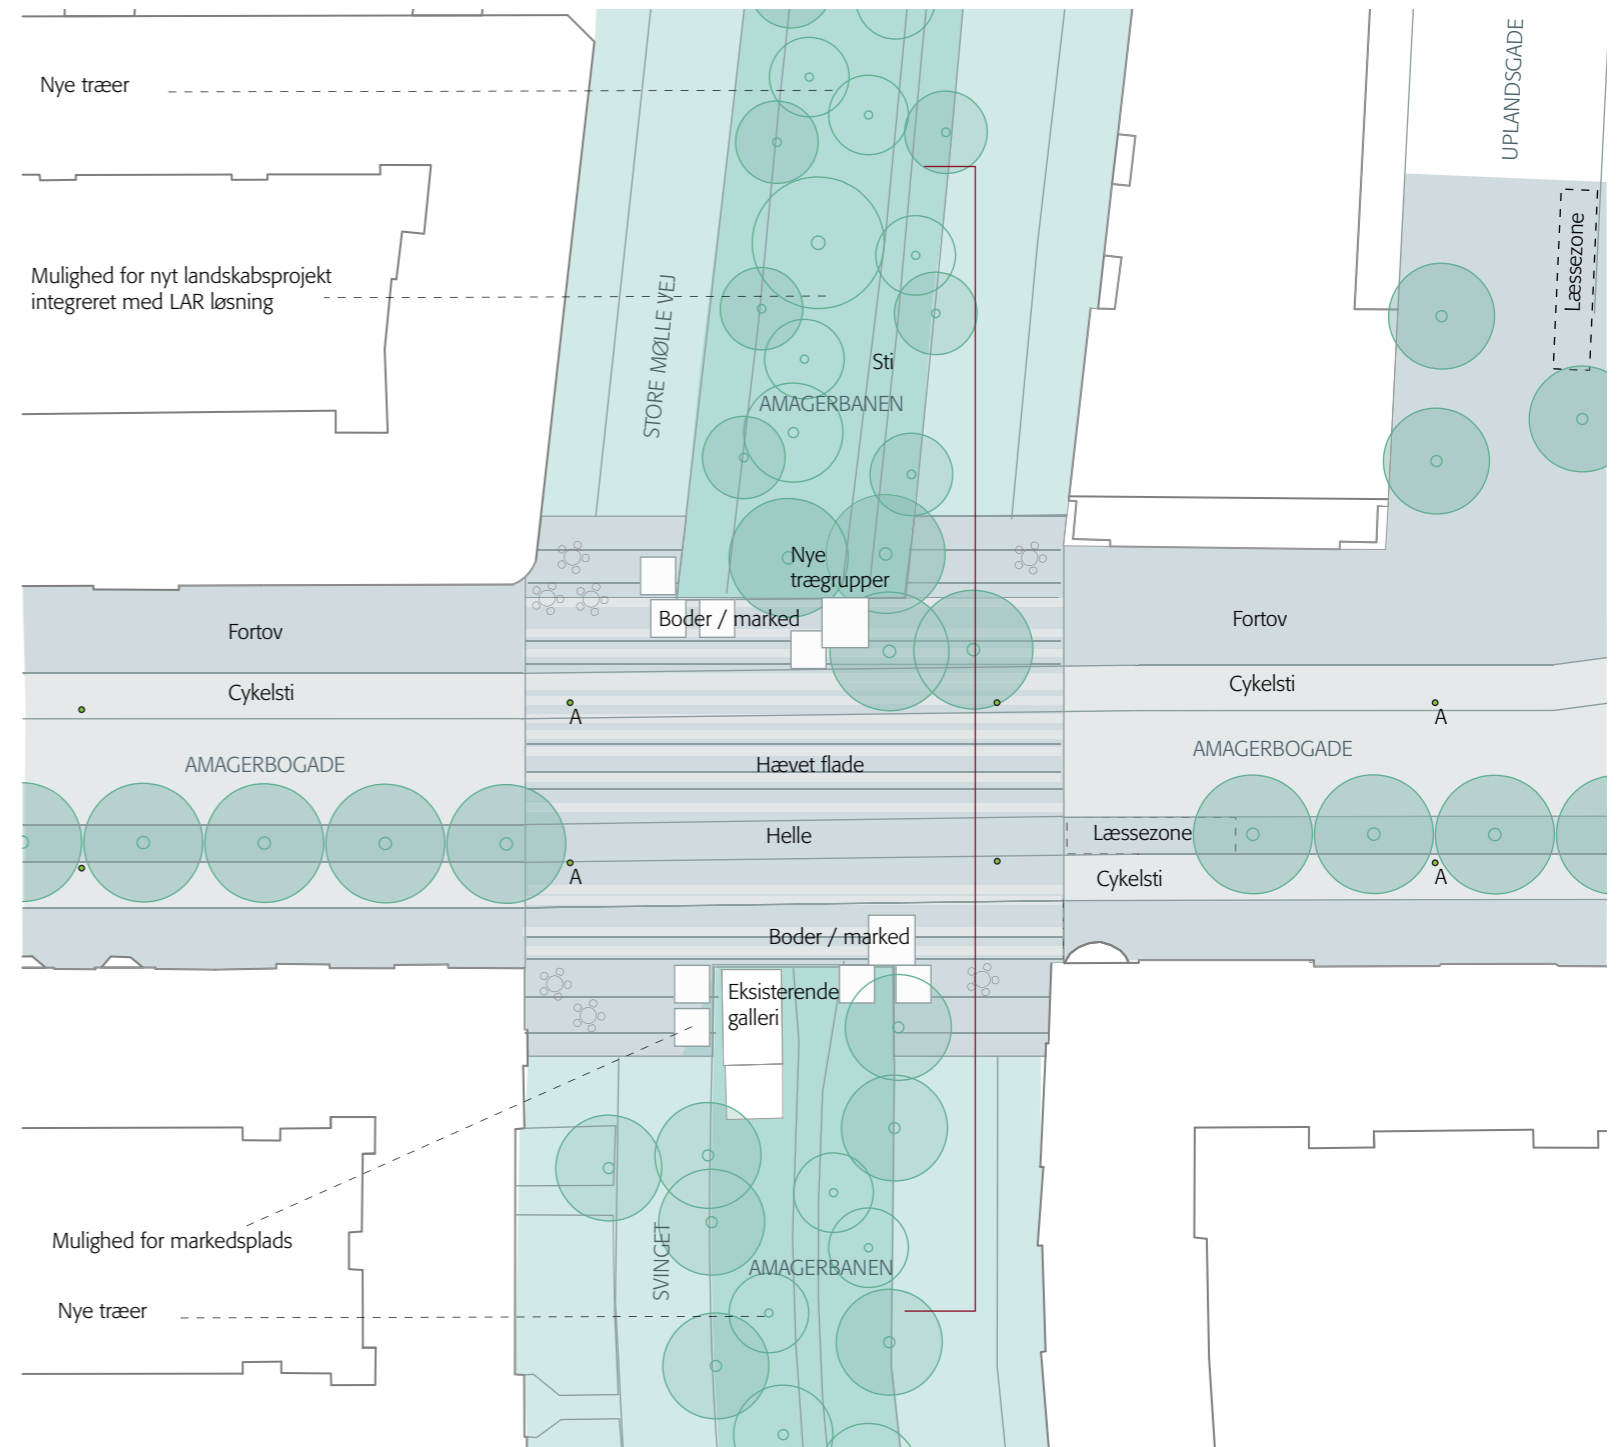 UPLANDSGADE
Nye træer
Læssezone
Mulighed for nyt landskabsprojekt
integreret med LAR løsning
STORE MØLLE VEJ
Sti
AMAGERBANEN
Nye
trægrupper
Boder / marked
Fortov
Fortov
Cykelsti
Cykelsti
A
A
AMAGERBOGADE
AMAGERBOGADE
Hævet flade
Helle
Læssezone
A
A
Cykelsti
Boder / marked
Eksisterende
galleri
Mulighed for markedsplads
SVINGET
AMAGERBANEN
Nye træer